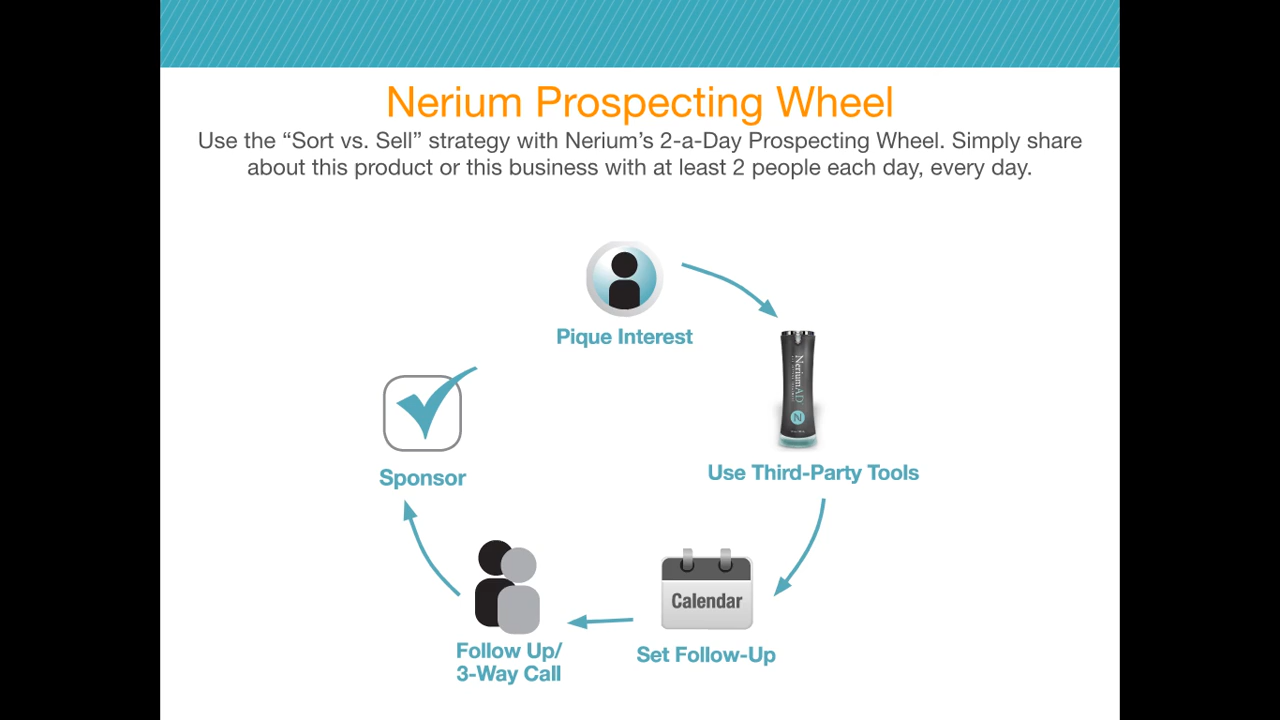 Nerium Prospecting Wheel
Use the “Sort vs. Sell” strategy with Nerium’s 2-a-Day Prospecting Wheel. Simply share
about this product or this business with at least 2 people each day, every day.
Pique Interest
NeriumAD
N
Use Third-Party Tools
Sponsor
Calendar
Set Follow-Up
Follow Up/
3-Way Call